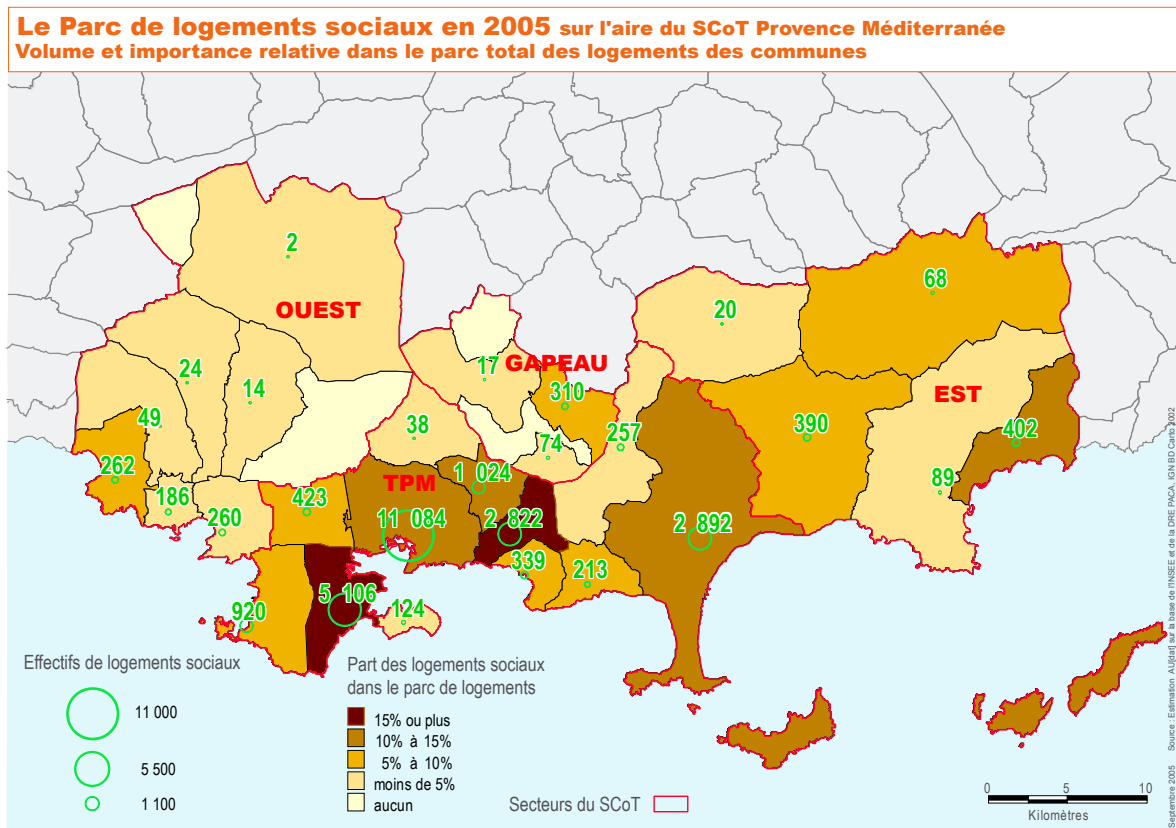 Le Parc de logements sociaux en 2005 sur l'aire du SCoT Provence Méditerranée
Volume et importance relative dans le parc total des logements des communes
2
OUEST
68
20
24
14
17
GAPEAU
310
EST
49
38
74
257
390
402
262
1 024
TPM
186
423
89
260
11 084
2 822
2 892
339
213
5 106
920
124
Effectifs de logements sociaux
11 000
5 500
1 100
Part des logements sociaux
dans le parc de logements
15% ou plus
10% à 15%
5% à 10%
moins de 5%
aucun
Secteurs du SCoT
0 5 10
Kilomètres
Septembre 2005 Source : Estimation AU[dat] sur la base de l'INSEE et de la DRE PACA, IGN BD Carto 2002